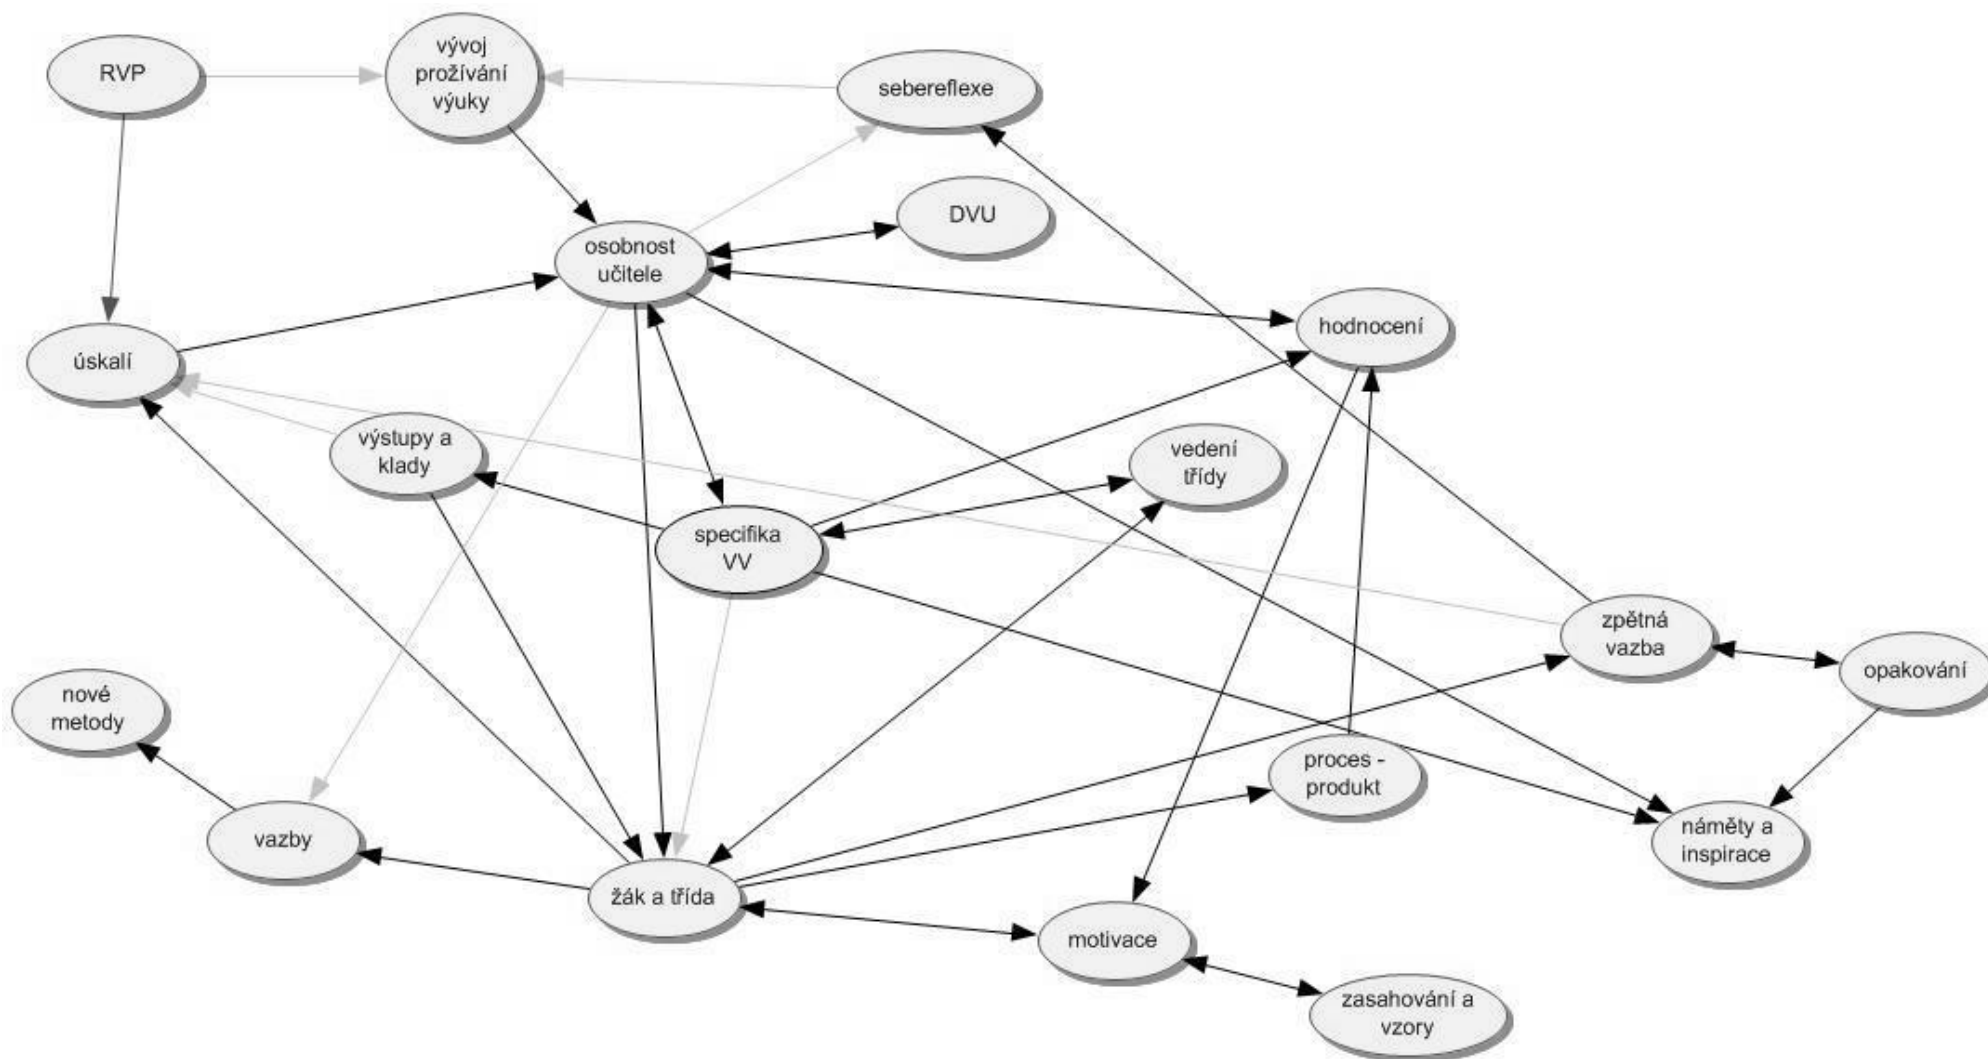 RVP
vývoj
prožívání
výuky
sebereflexe
DVU
osobnost
učitele
hodnocení
úskalí
výstupy a
klady
vedení
třídy
specifika
VV
zpětná
vazba
opakování
nové
metody
proces -
produkt
vazby
náměty a
inspirace
žák a třída
motivace
zasahování a
vzory